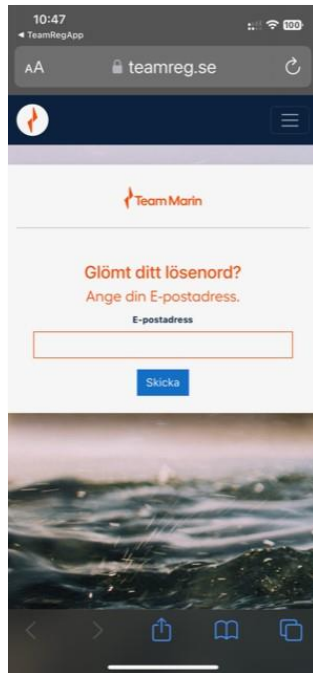 10:47
100
◀ TeamRegApp
AA
teamreg.se
Team Marin
Glömt ditt lösenord?
Ange din E-postadress.
E-postadress
Skicka